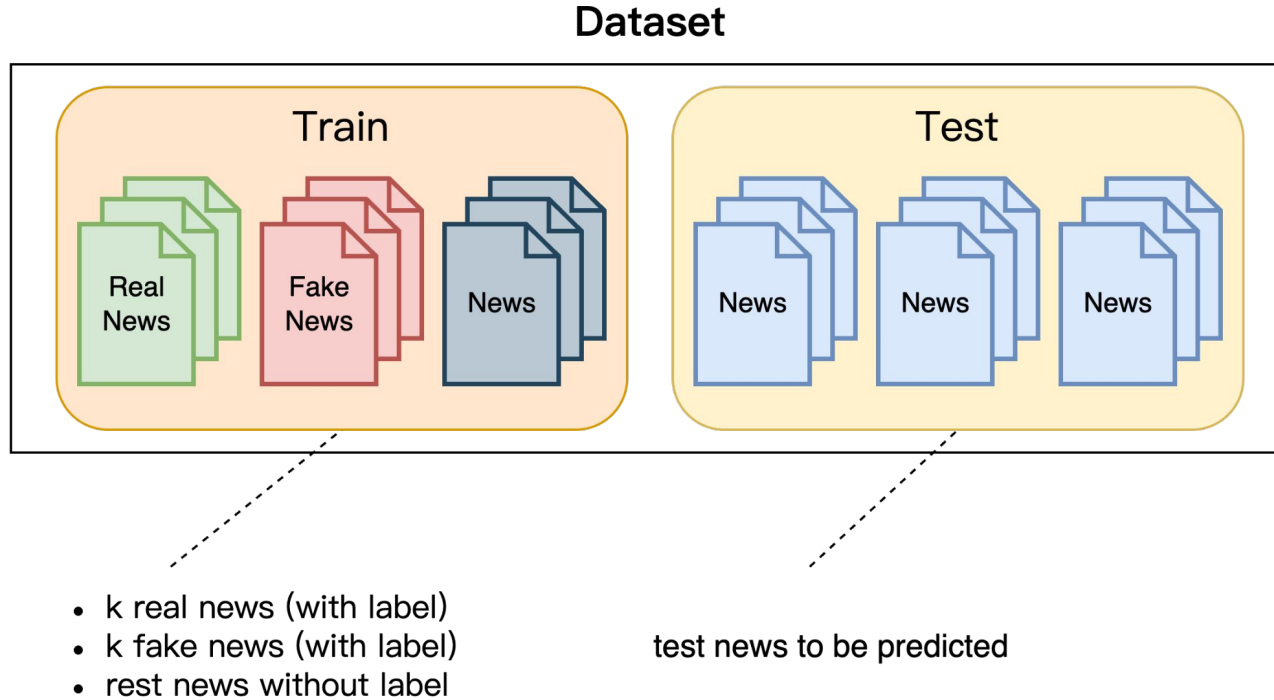 Dataset
Train
Test
Real
News
Fake
News
News
News
News
News
• k real news (with label)
• k fake news (with label)
• rest news without label
test news to be predicted